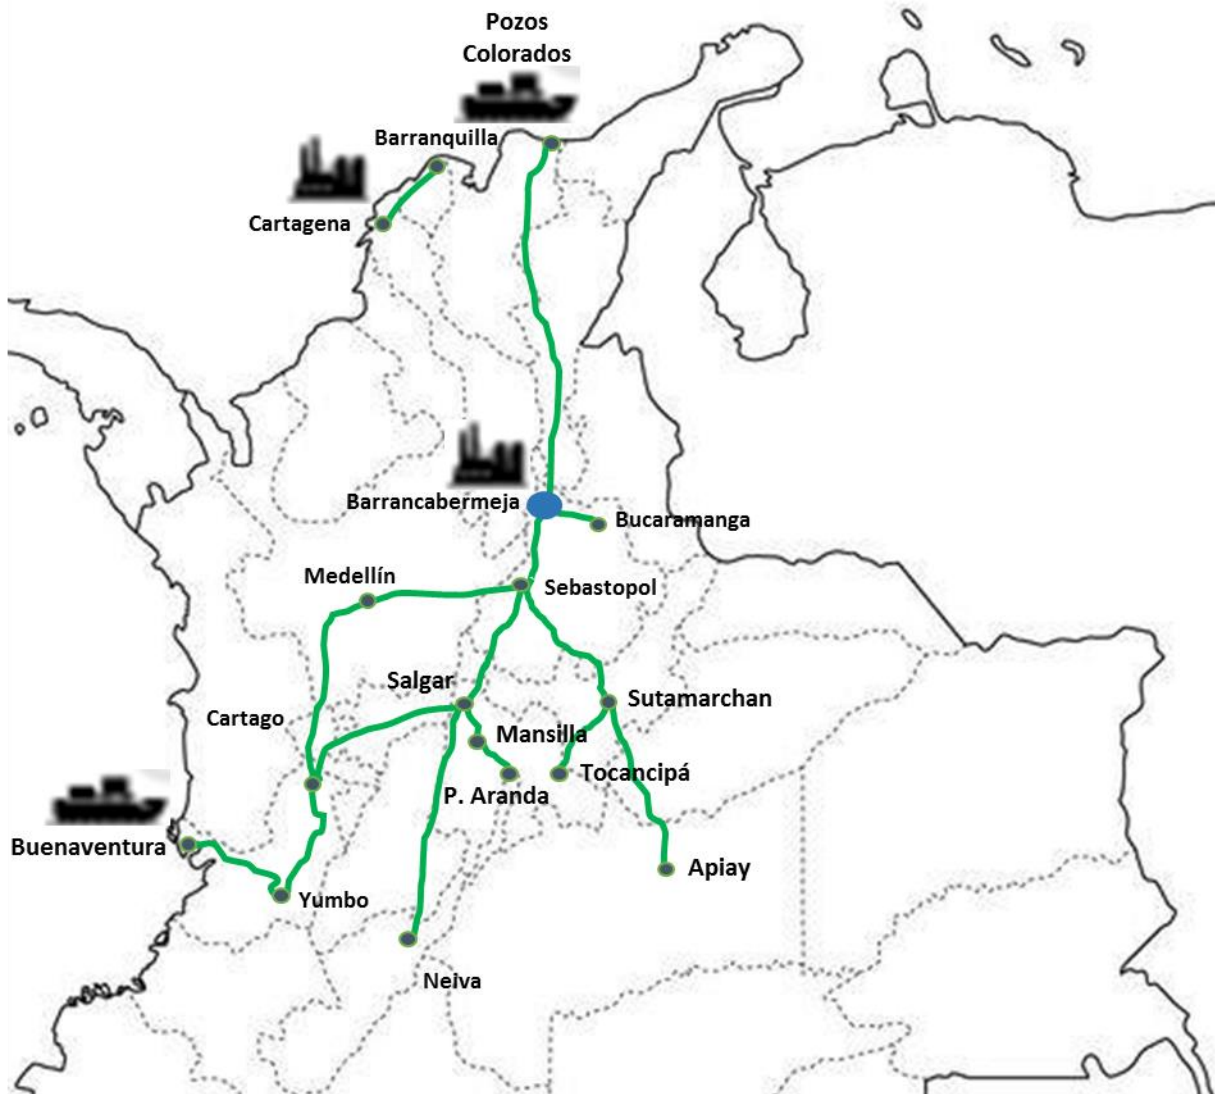 Pozos
Colorados
Barranquilla
Cartagena
Barrancabermeja
Bucaramanga
Medellín
Sebastopol
Salgar
Sutamarchan
Cartago
Mansilla
Tocancipá
P. Aranda
Buenaventura
Apiay
Yumbo
Neiva